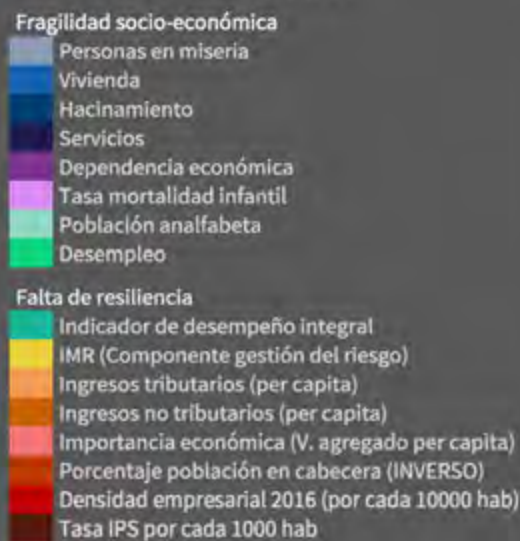 Fragilidad socio-económica
Personas en miseria
Vivienda
Hacinamiento
Servicios
Dependencia económica
Tasa mortalidad infantil
Población analfabeta
Desempleo
Falta de resiliencia
Indicador de desempeño integral
IMR (Componente gestión del riesgo)
Ingresos tributarios (per capita)
Ingresos no tributarios (per capita)
Importancia económica (V. agregado per capita)
Porcentaje población en cabecera (INVERSO)
Densidad empresarial 2016 (por cada 10000 hab)
Tasa IPS por cada 1000 hab